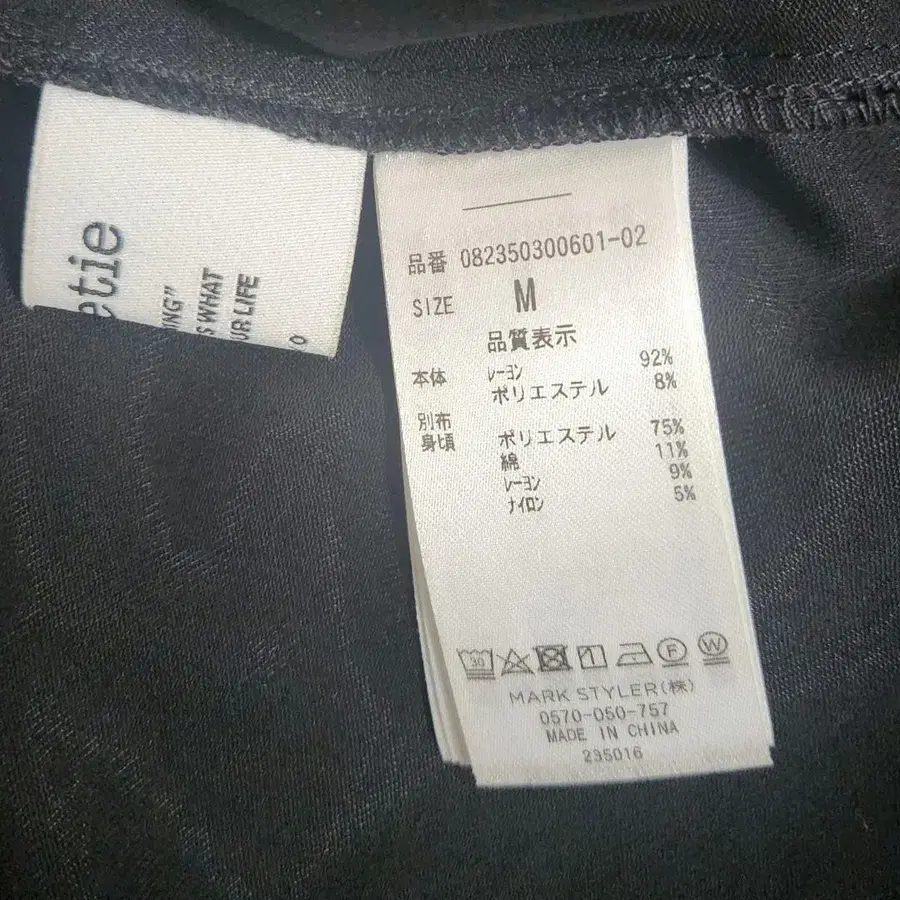 etie
ING"
S WHAT
UR LIFE
O
品番 082350300601-02
SIZE M
品質表示
本体 レーヨン 92%
ポリエステル 8%
別布
身頃 ポリエステル 75%
綿 11%
レーヨン 9%
ナイロン 5%
30 F W
MARK STYLER(株)
0570-050-757
MADE IN CHINA
235016